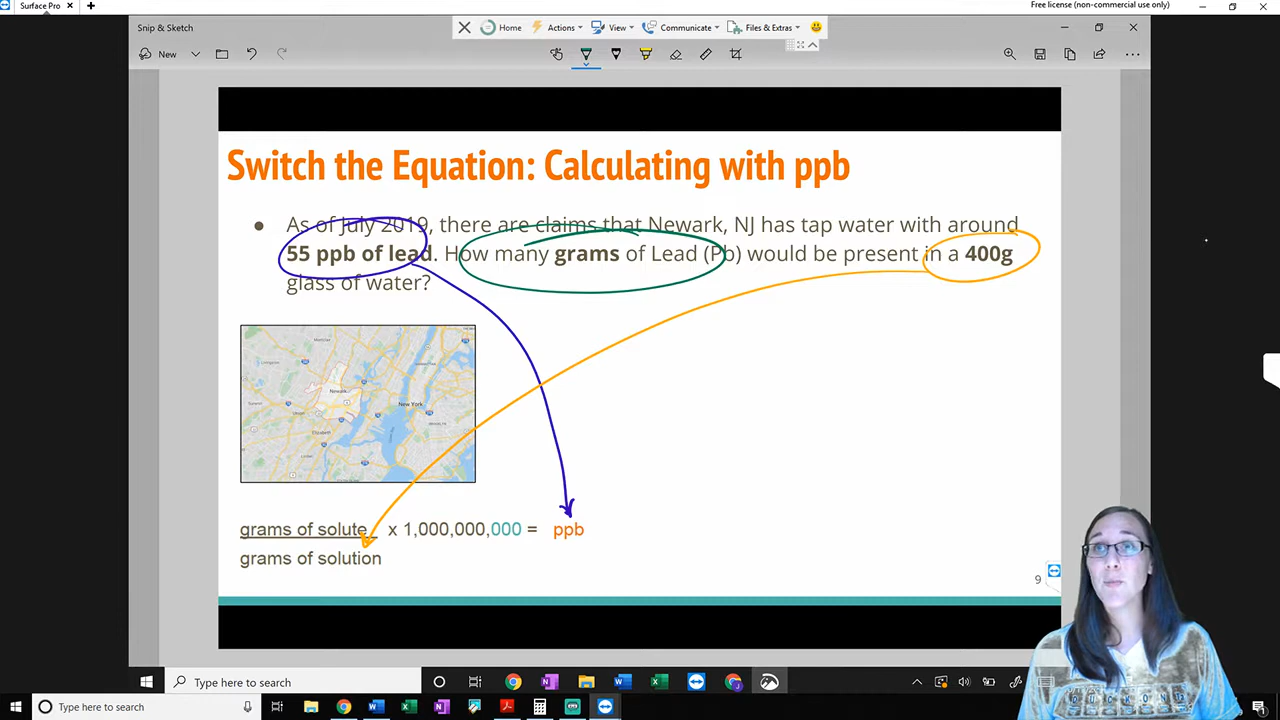 Surface Pro
Free license (non-commercial use only)
Snip & Sketch
Home
Actions
View
Communicate
Files & Extras
New
Switch the Equation: Calculating with ppb
As of July 2019, there are claims that Newark, NJ has tap water with around
55 ppb of lead. How many grams of Lead (Pb) would be present in a 400g
glass of water?
Newark
New York
Elizabeth
grams of solute x 1,000,000,000 = ppb
grams of solution
9
Type here to search
Type here to search